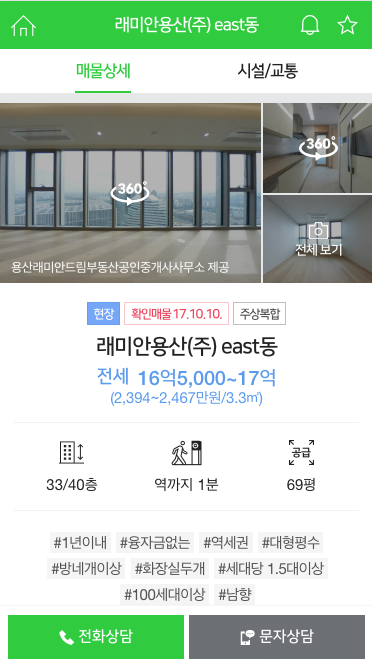 래미안용산(주) east동
매물상세 시설/교통
360°
360°
전체 보기
용산래미안드림부동산공인중개사사무소 제공
현장 확인매물 17.10.10. 주상복합
래미안용산(주) east동
전세 16억5,000~17억
(2,394~2,467만원/3.3㎡)
공급
33/40층 역까지 1분 69평
#1년이내 #융자금없는 #역세권 #대형평수
#방네개이상 #화장실두개 #세대당 1.5대이상
#100세대이상 #남향
전화상담 문자상담